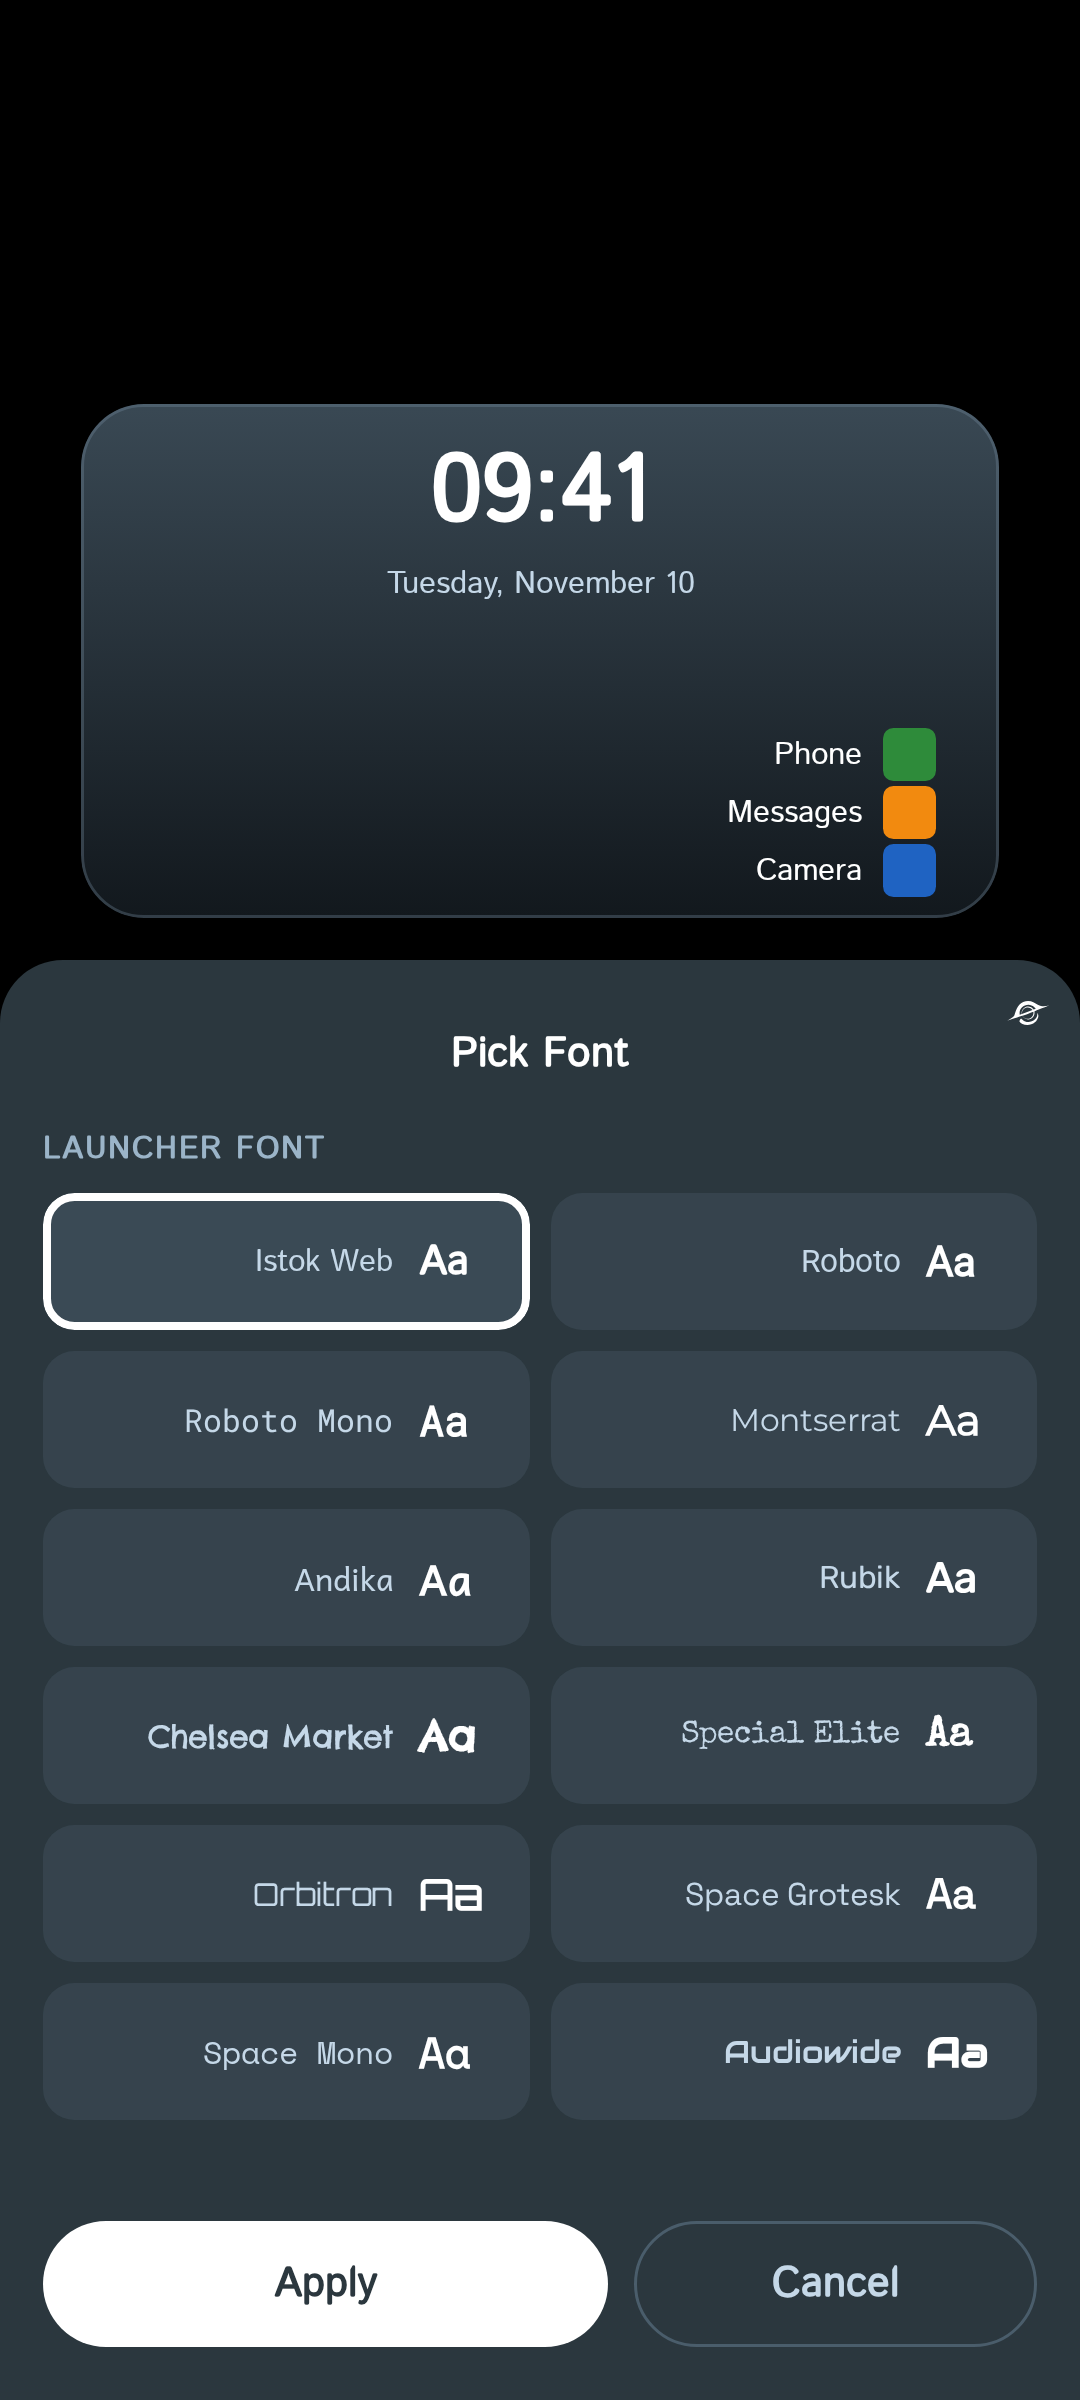 09:41
Tuesday, November 10
Phone
Messages
Camera
Pick Font
LAUNCHER FONT
Istok Web Aa
Roboto Aa
Roboto Mono Aa
Montserrat Aa
Andika Aa
Rubik Aa
Chelsea Market Aa
Special Elite Aa
Orbitron Aa
Space Grotesk Aa
Space Mono Aa
Audiowide Aa
Apply
Cancel